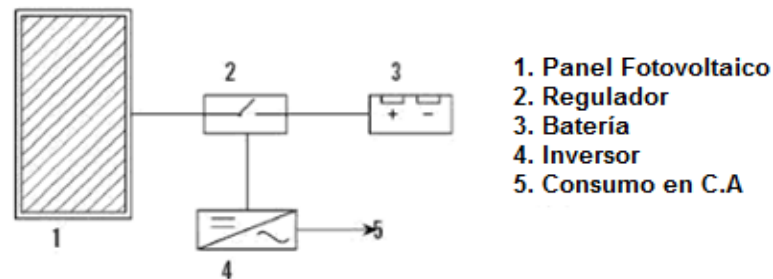 2
3
1. Panel Fotovoltaico
2. Regulador
3. Batería
4. Inversor
5. Consumo en C.A
+ −
5
1
4